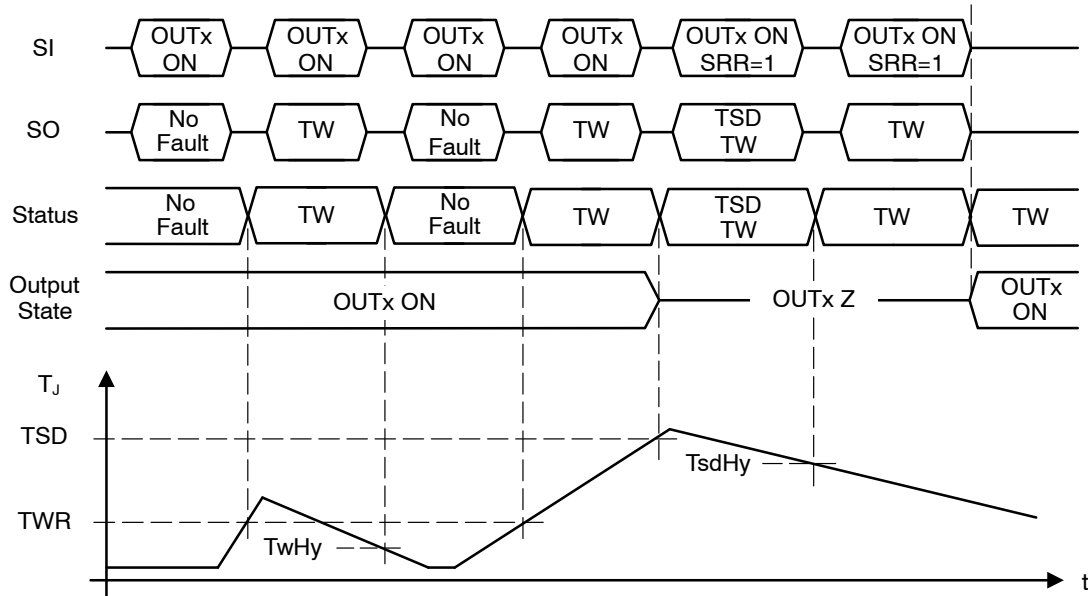 SI
OUTx
ON
OUTx
ON
OUTx
ON
OUTx
ON
OUTx ON
SRR=1
OUTx ON
SRR=1
SO
No
Fault
TW
No
Fault
TW
TSD
TW
TW
Status
No
Fault
TW
No
Fault
TW
TSD
TW
TW
TW
Output
State
OUTx ON
OUTx Z
OUTx
ON
TJ
TSD
TsdHy
TWR
TwHy
t